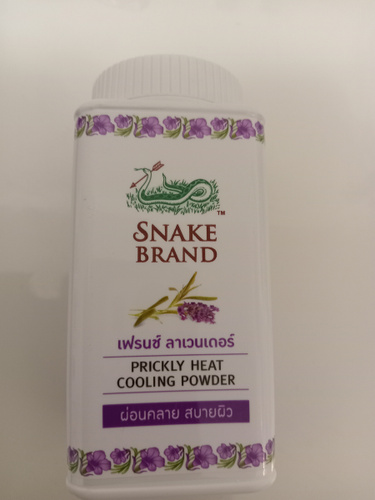 TM
SNAKE
BRAND
เฟรนช์ ลาเวนเดอร์
PRICKLY HEAT
COOLING POWDER
ผ่อนคลาย สบายผิว